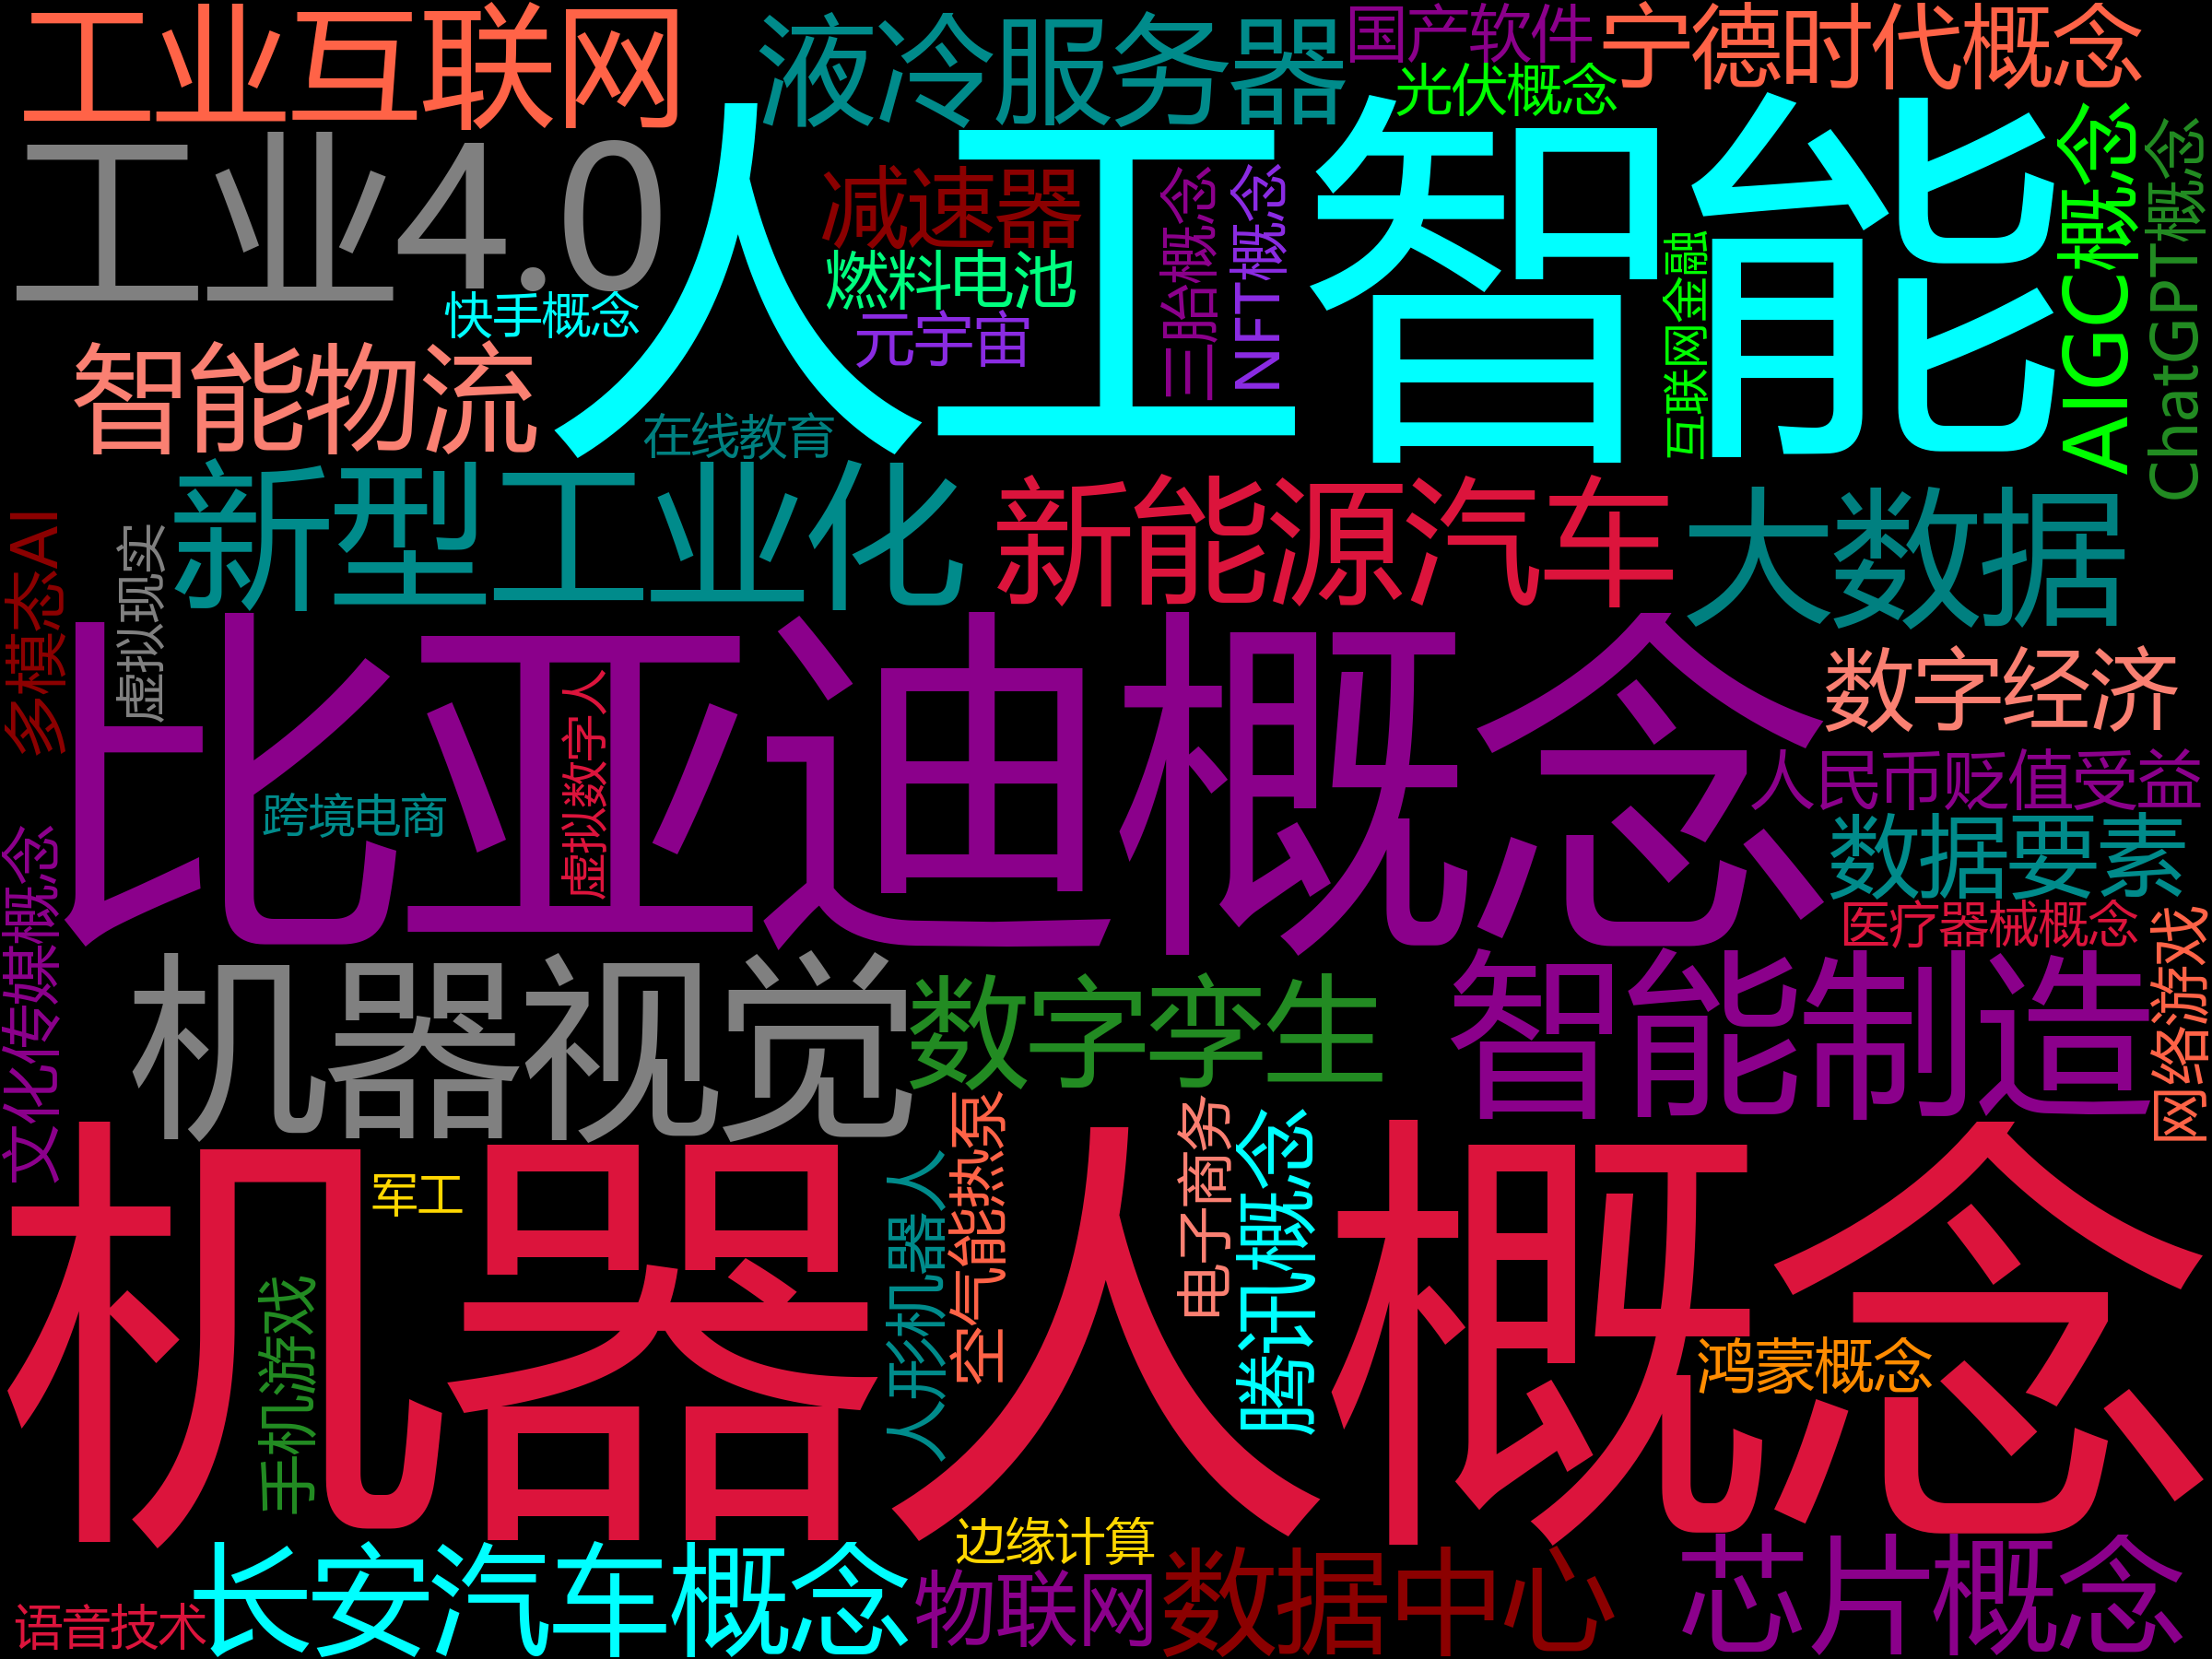 工业互联网
液冷服务器
国产软件
宁德时代概念
光伏概念
人工智能
工业4.0
减速器
燃料电池
元宇宙
三胎概念
NFT概念
互联网金融
AIGC概念
ChatGPT概念
快手概念
智能物流
在线教育
新型工业化
新能源汽车
大数据
多模态AI
虚拟现实
比亚迪概念
虚拟数字人
跨境电商
数字经济
人民币贬值受益
数据要素
医疗器械概念
文化传媒概念
机器视觉
数字孪生
智能制造
网络游戏
机器人概念
军工
手机游戏
人形机器人
空气能热泵
电子商务
腾讯概念
鸿蒙概念
边缘计算
语音技术
长安汽车概念
物联网
数据中心
芯片概念